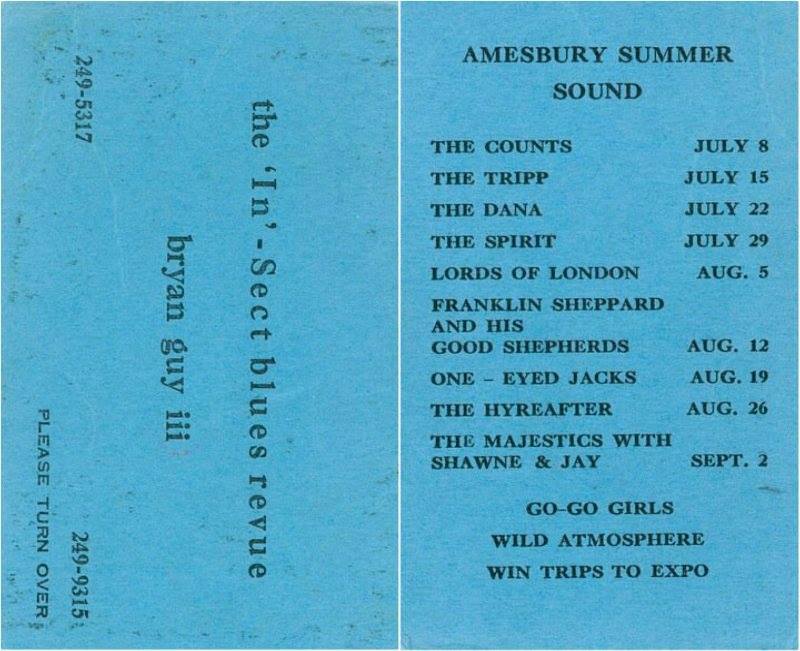 249-5317
the 'In'-Sect blues revue
bryan guy iii
249-9315
PLEASE TURN OVER
AMESBURY SUMMER
SOUND
THE COUNTS JULY 8
THE TRIPP JULY 15
THE DANA JULY 22
THE SPIRIT JULY 29
LORDS OF LONDON AUG. 5
FRANKLIN SHEPPARD
AND HIS
GOOD SHEPHERDS AUG. 12
ONE – EYED JACKS AUG. 19
THE HYREAFTER AUG. 26
THE MAJESTICS WITH
SHAWNE & JAY SEPT. 2
GO-GO GIRLS
WILD ATMOSPHERE
WIN TRIPS TO EXPO